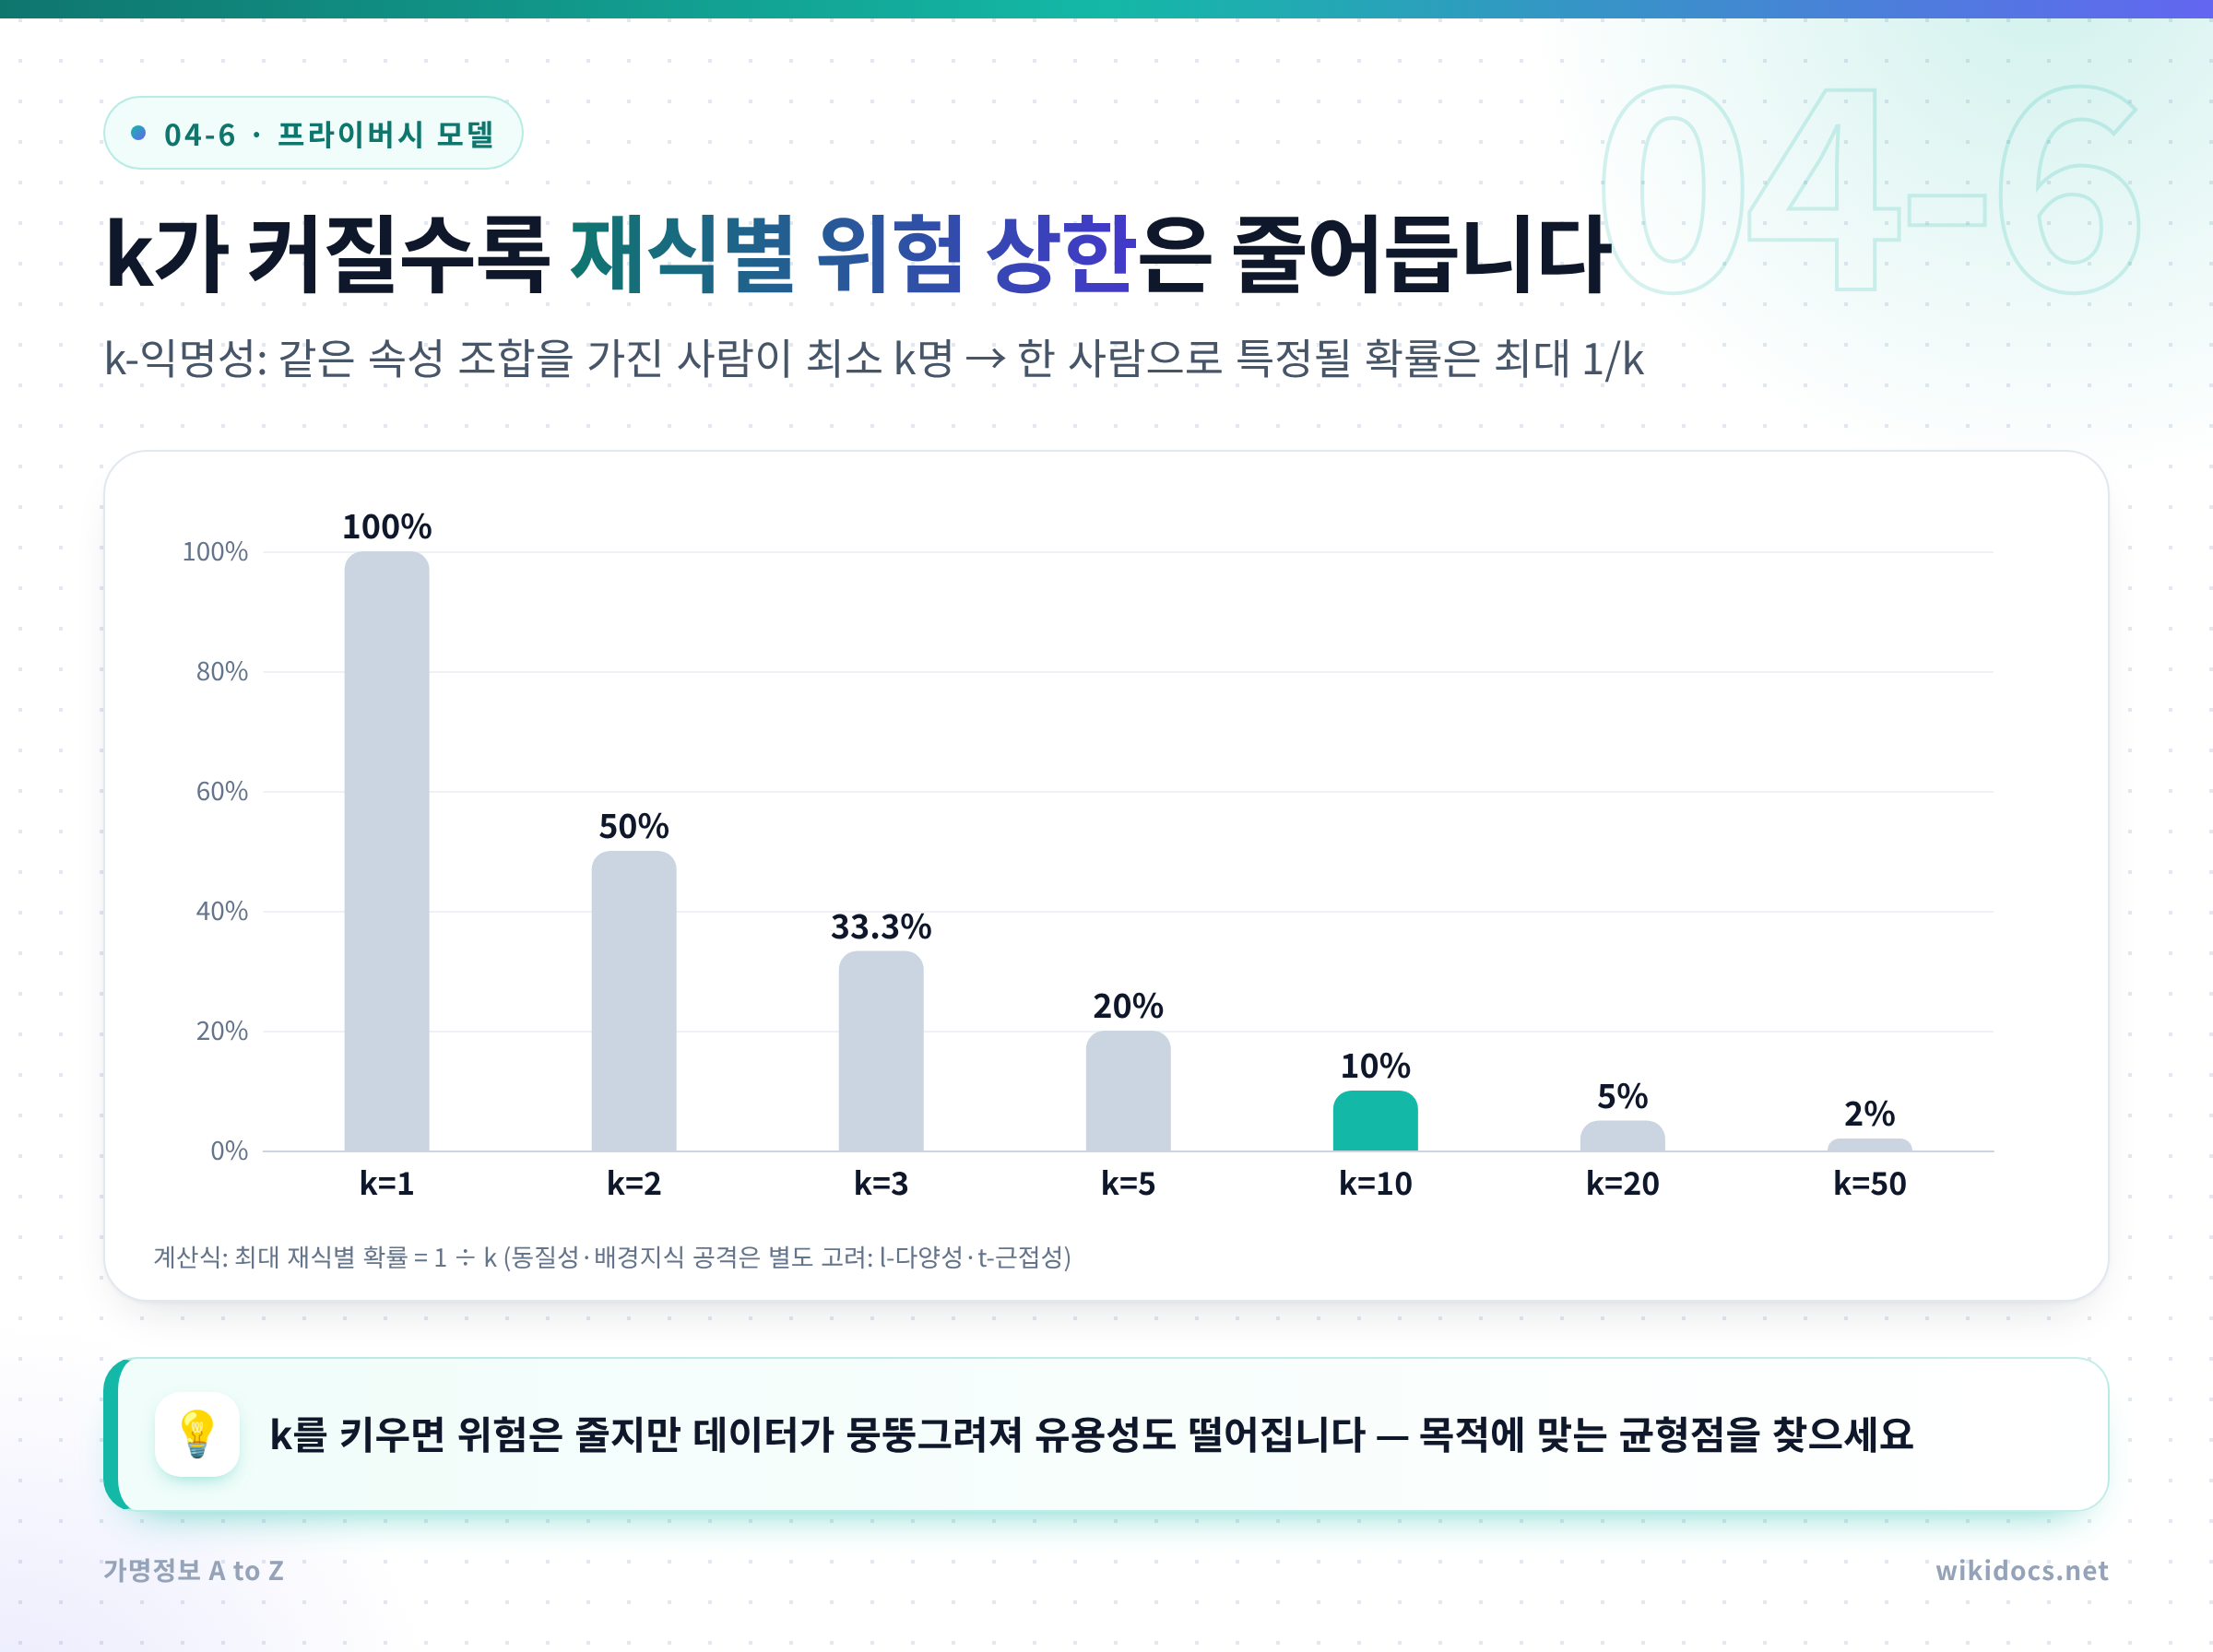 04-6 · 프라이버시 모델
04-6
k가 커질수록 재식별 위험 상한은 줄어듭니다
k-익명성: 같은 속성 조합을 가진 사람이 최소 k명 → 한 사람으로 특정될 확률은 최대 1/k
100%
80%
60%
40%
20%
0%
100%
50%
33.3%
20%
10%
5%
2%
k=1
k=2
k=3
k=5
k=10
k=20
k=50
계산식: 최대 재식별 확률 = 1 ÷ k (동질성·배경지식 공격은 별도 고려: l-다양성·t-근접성)
k를 키우면 위험은 줄지만 데이터가 뭉뚱그려져 유용성도 떨어집니다 — 목적에 맞는 균형점을 찾으세요
가명정보 A to Z
wikidocs.net